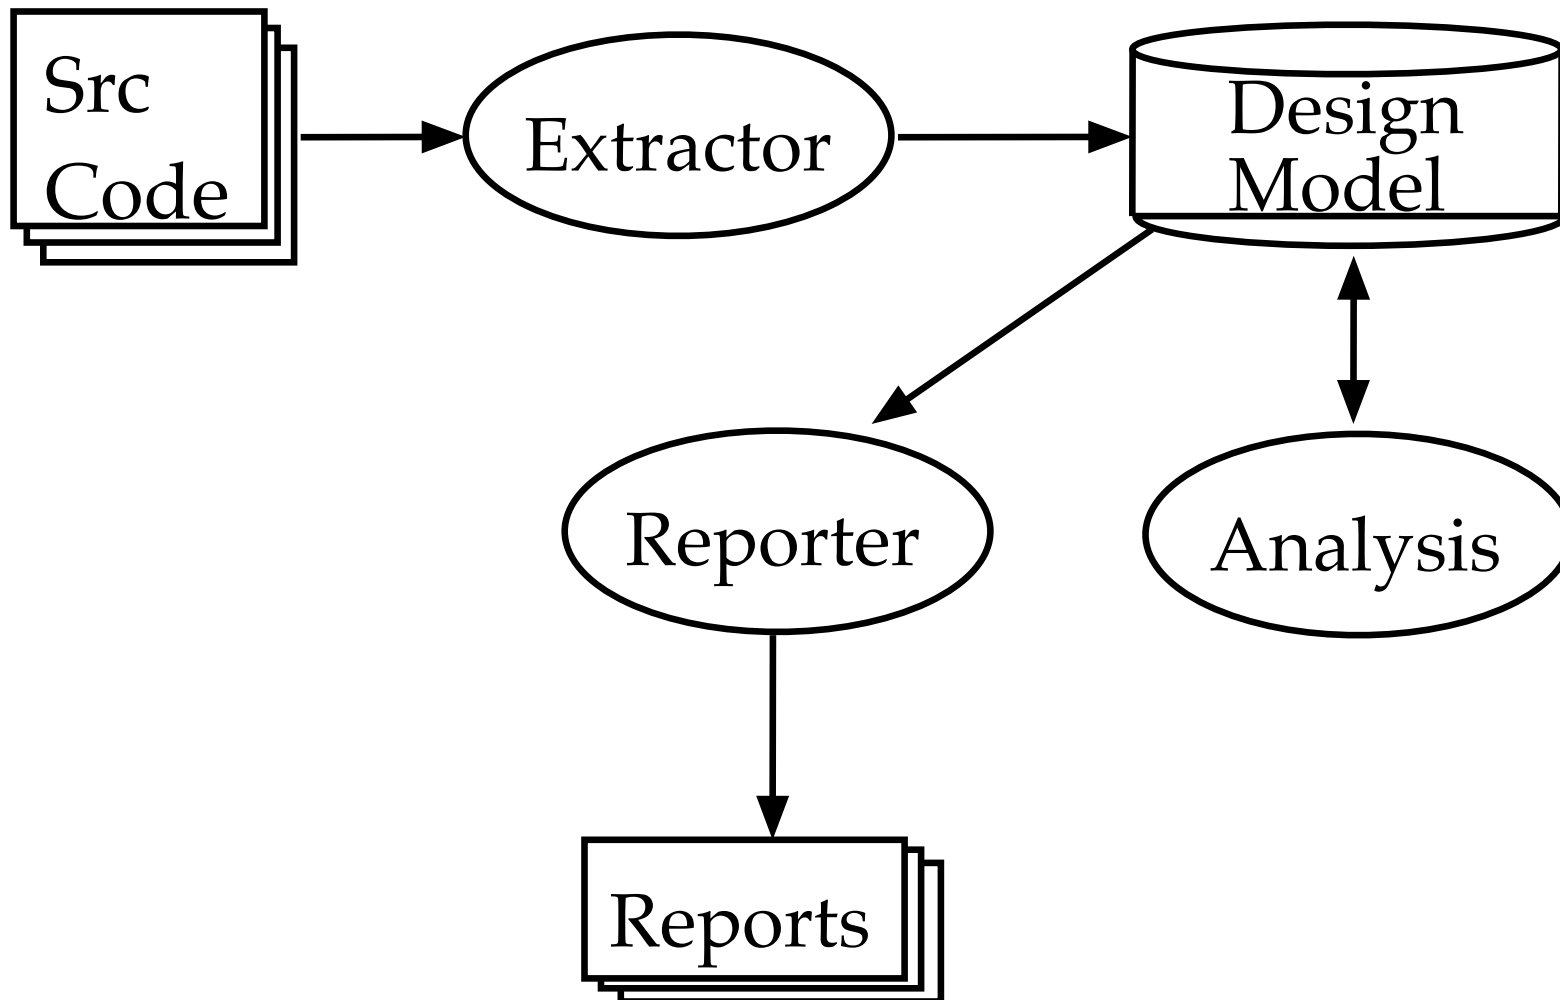 Src
Code
Extractor
Design
Model
Reporter
Analysis
Reports